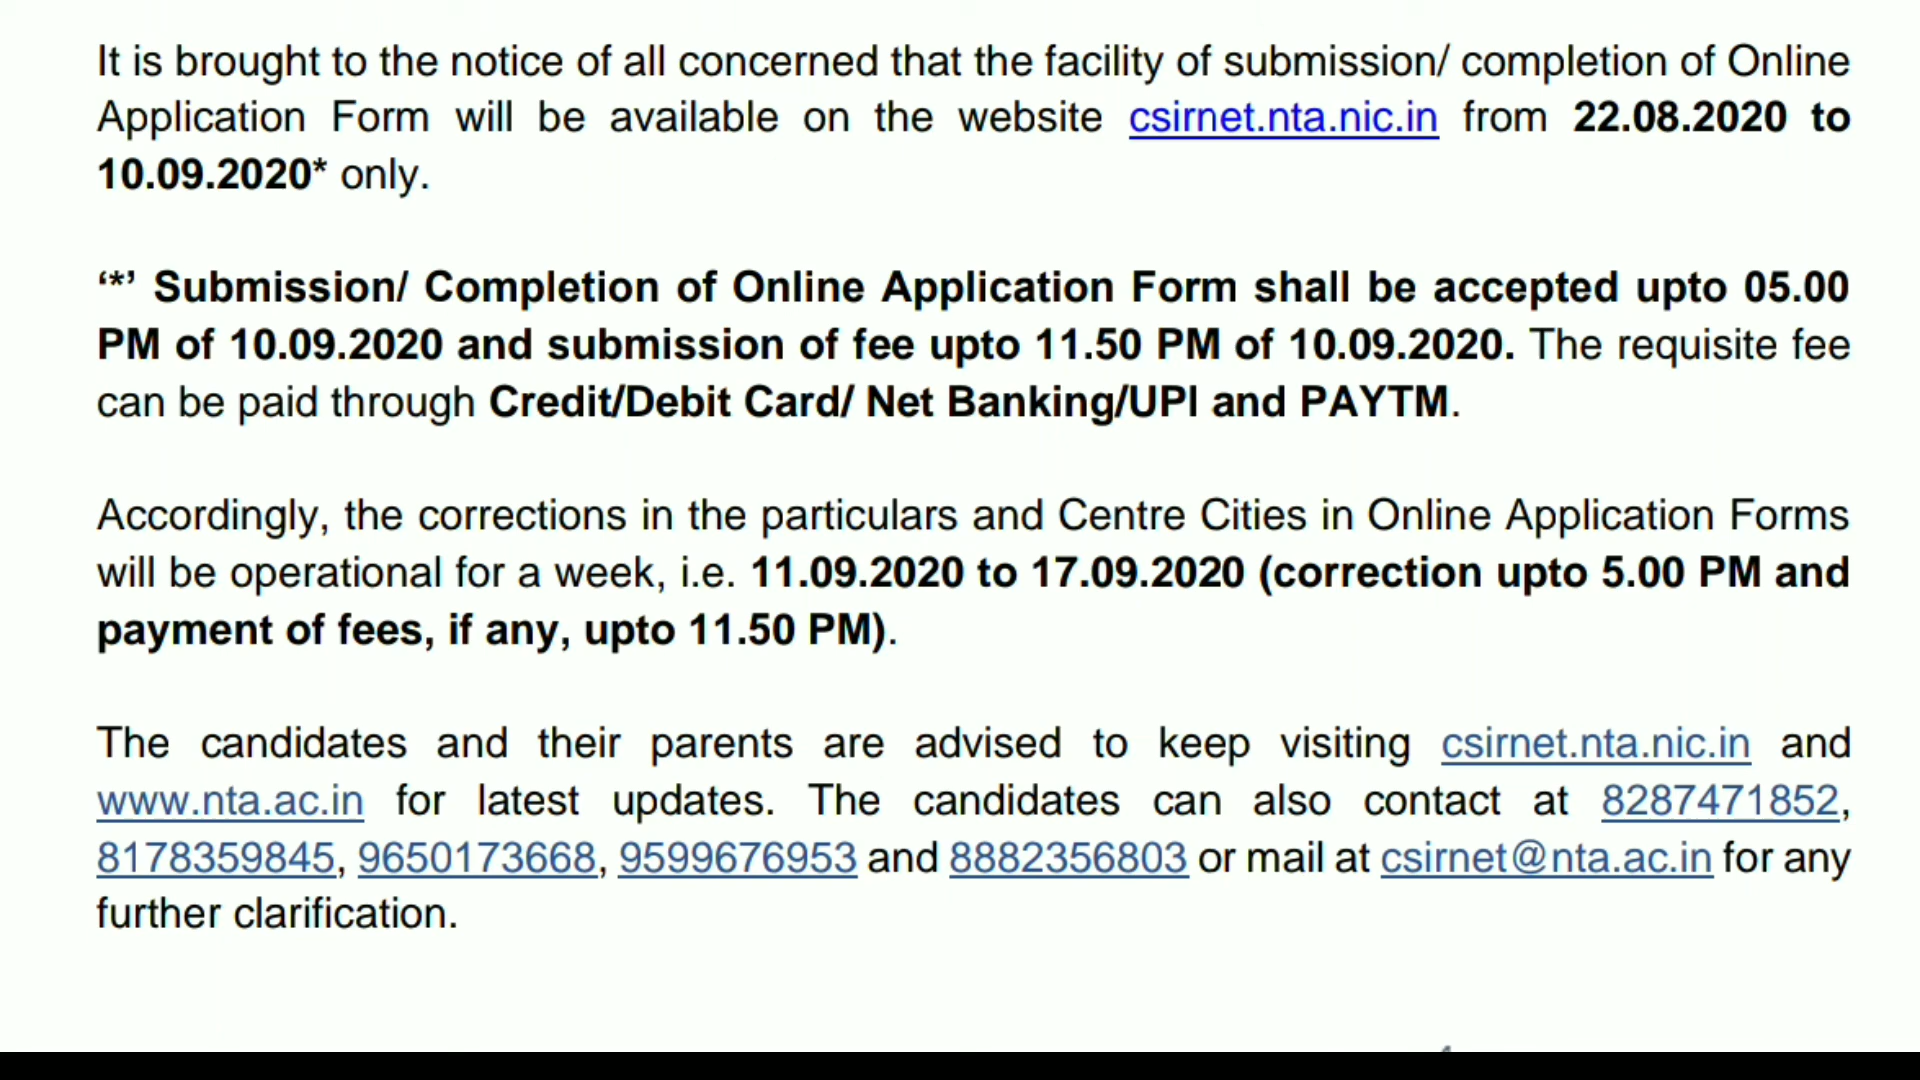 It is brought to the notice of all concerned that the facility of submission/ completion of Online
Application Form will be available on the website csirnet.nta.nic.in from 22.08.2020 to
10.09.2020* only.
‘*’ Submission/ Completion of Online Application Form shall be accepted upto 05.00
PM of 10.09.2020 and submission of fee upto 11.50 PM of 10.09.2020. The requisite fee
can be paid through Credit/Debit Card/ Net Banking/UPI and PAYTM.
Accordingly, the corrections in the particulars and Centre Cities in Online Application Forms
will be operational for a week, i.e. 11.09.2020 to 17.09.2020 (correction upto 5.00 PM and
payment of fees, if any, upto 11.50 PM).
The candidates and their parents are advised to keep visiting csirnet.nta.nic.in and
www.nta.ac.in for latest updates. The candidates can also contact at 8287471852,
8178359845, 9650173668, 9599676953 and 8882356803 or mail at csirnet@nta.ac.in for any
further clarification.